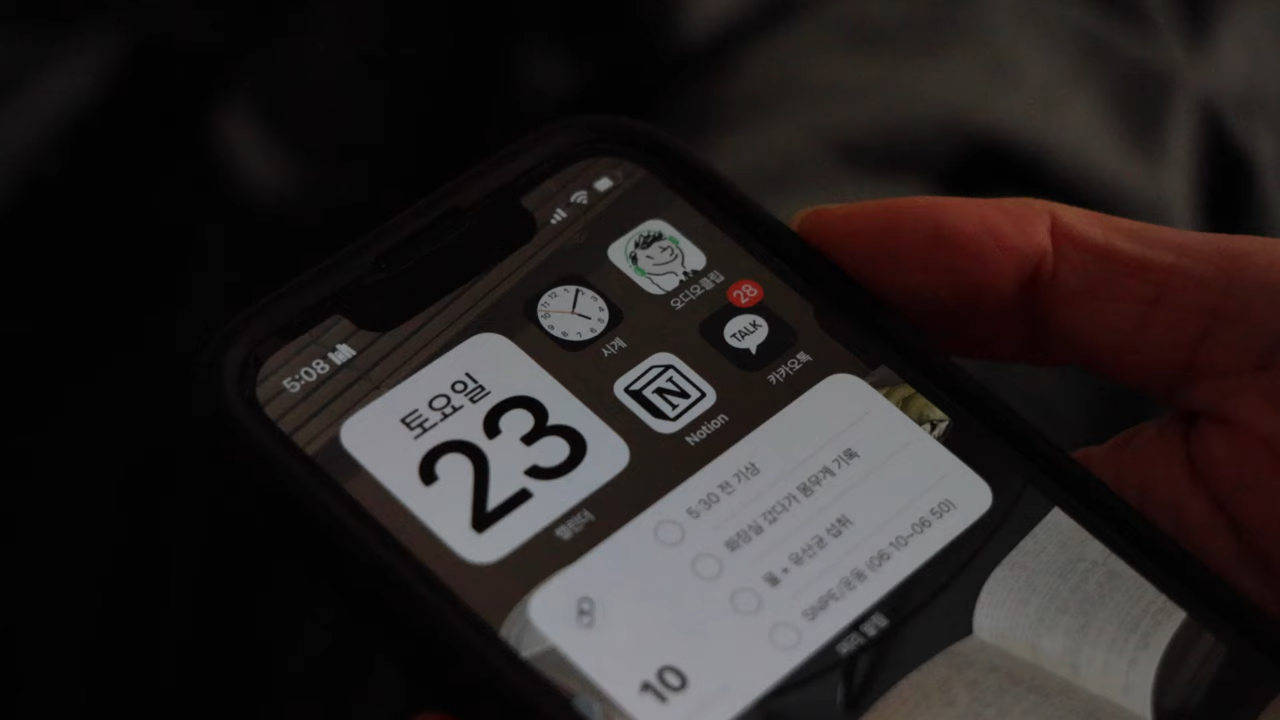 5:08
토요일
23
캘린더
시계
오디오클립
Notion
28
TALK
카카오톡
5:30 전 기상
화장실 갔다가 몸무게 기록
물 + 유산균 섭취
SNPE/운동 (06:10~06:50)
10